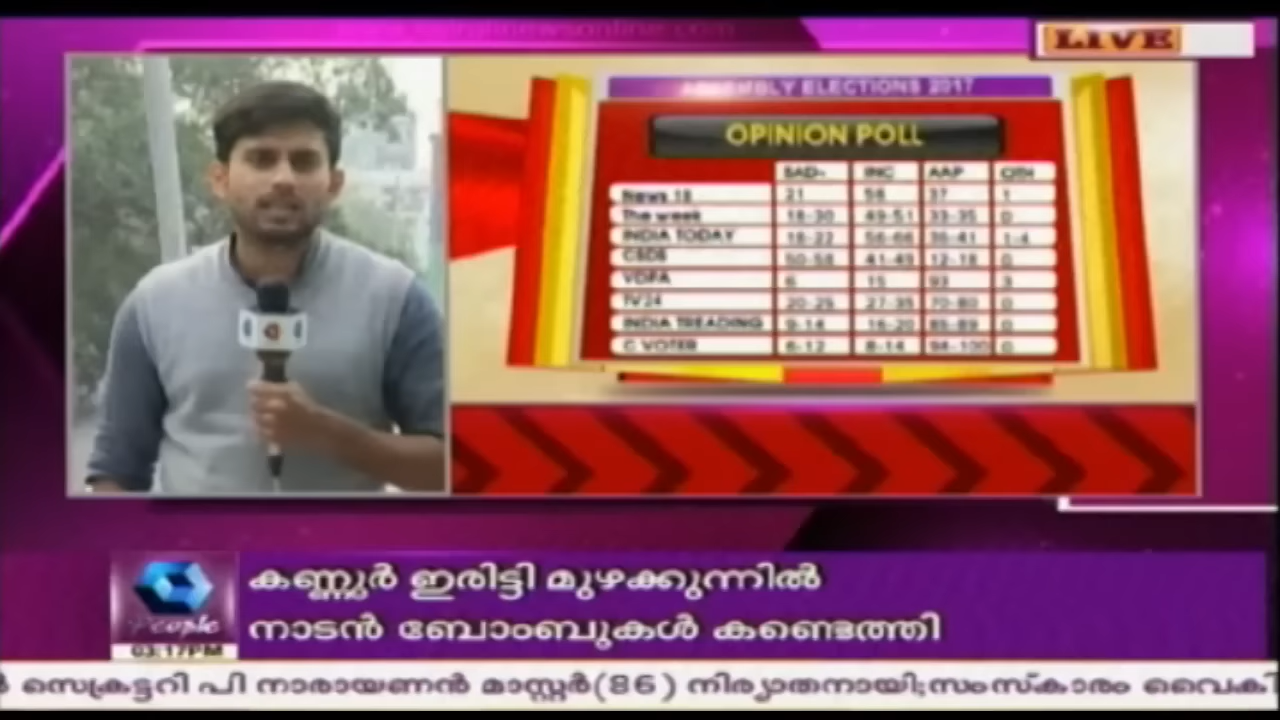 LIVE
ASSEMBLY ELECTIONS 2017
OPINION POLL
SAD+ INC AAP OTH
News 18 21 56 37 1
The week 18-30 49-51 33-35 0
INDIA TODAY 18-22 56-66 36-41 1-4
CSDS 50-58 41-49 12-18 0
VDPA 6 15 93 3
TV24 20-25 27-35 70-80 0
INDIA TREADING 9-14 16-20 85-89 0
C VOTER 6-12 8-14 94-100 0
കണ്ണൂർ ഇരിട്ടി മുഴക്കുന്നിൽ
നാടൻ ബോംബുകൾ കണ്ടെത്തി
People
03:17PM
സെക്രട്ടറി പി നാരായണൻ മാസ്റ്റർ(86) നിര്യാതനായി;സംസ്കാരം